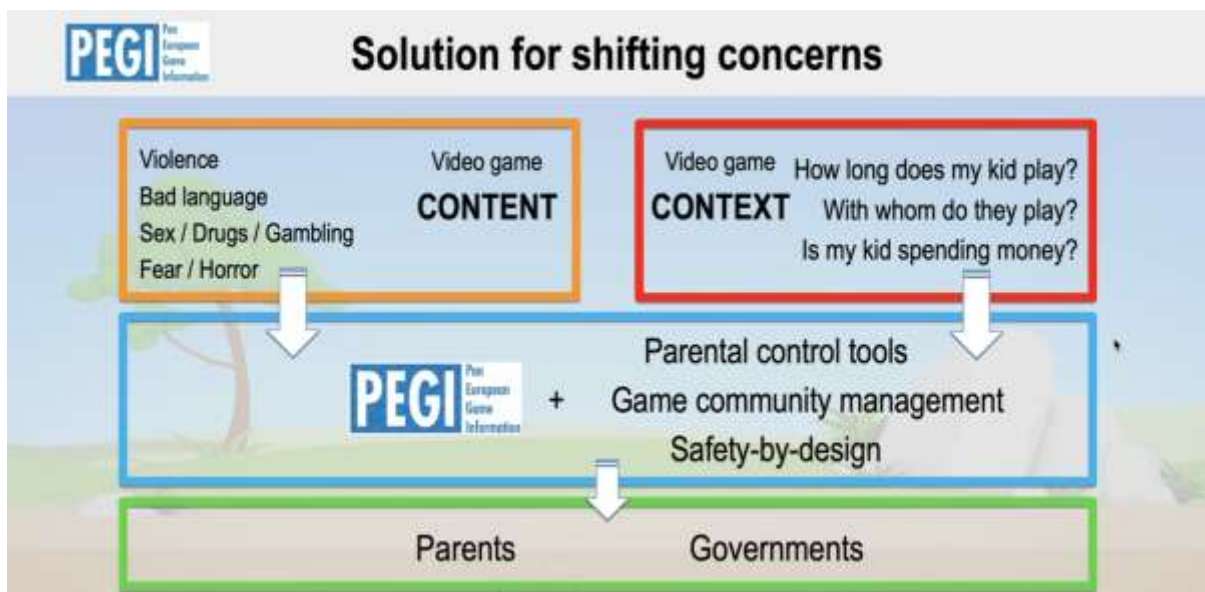 PEGI Pan
European
Game
Information
Solution for shifting concerns
Violence
Bad language
Sex / Drugs / Gambling
Fear / Horror
Video game
CONTENT
Video game
CONTEXT
How long does my kid play?
With whom do they play?
Is my kid spending money?
PEGI Pan
European
Game
Information
+
Parental control tools
Game community management
Safety-by-design
Parents
Governments